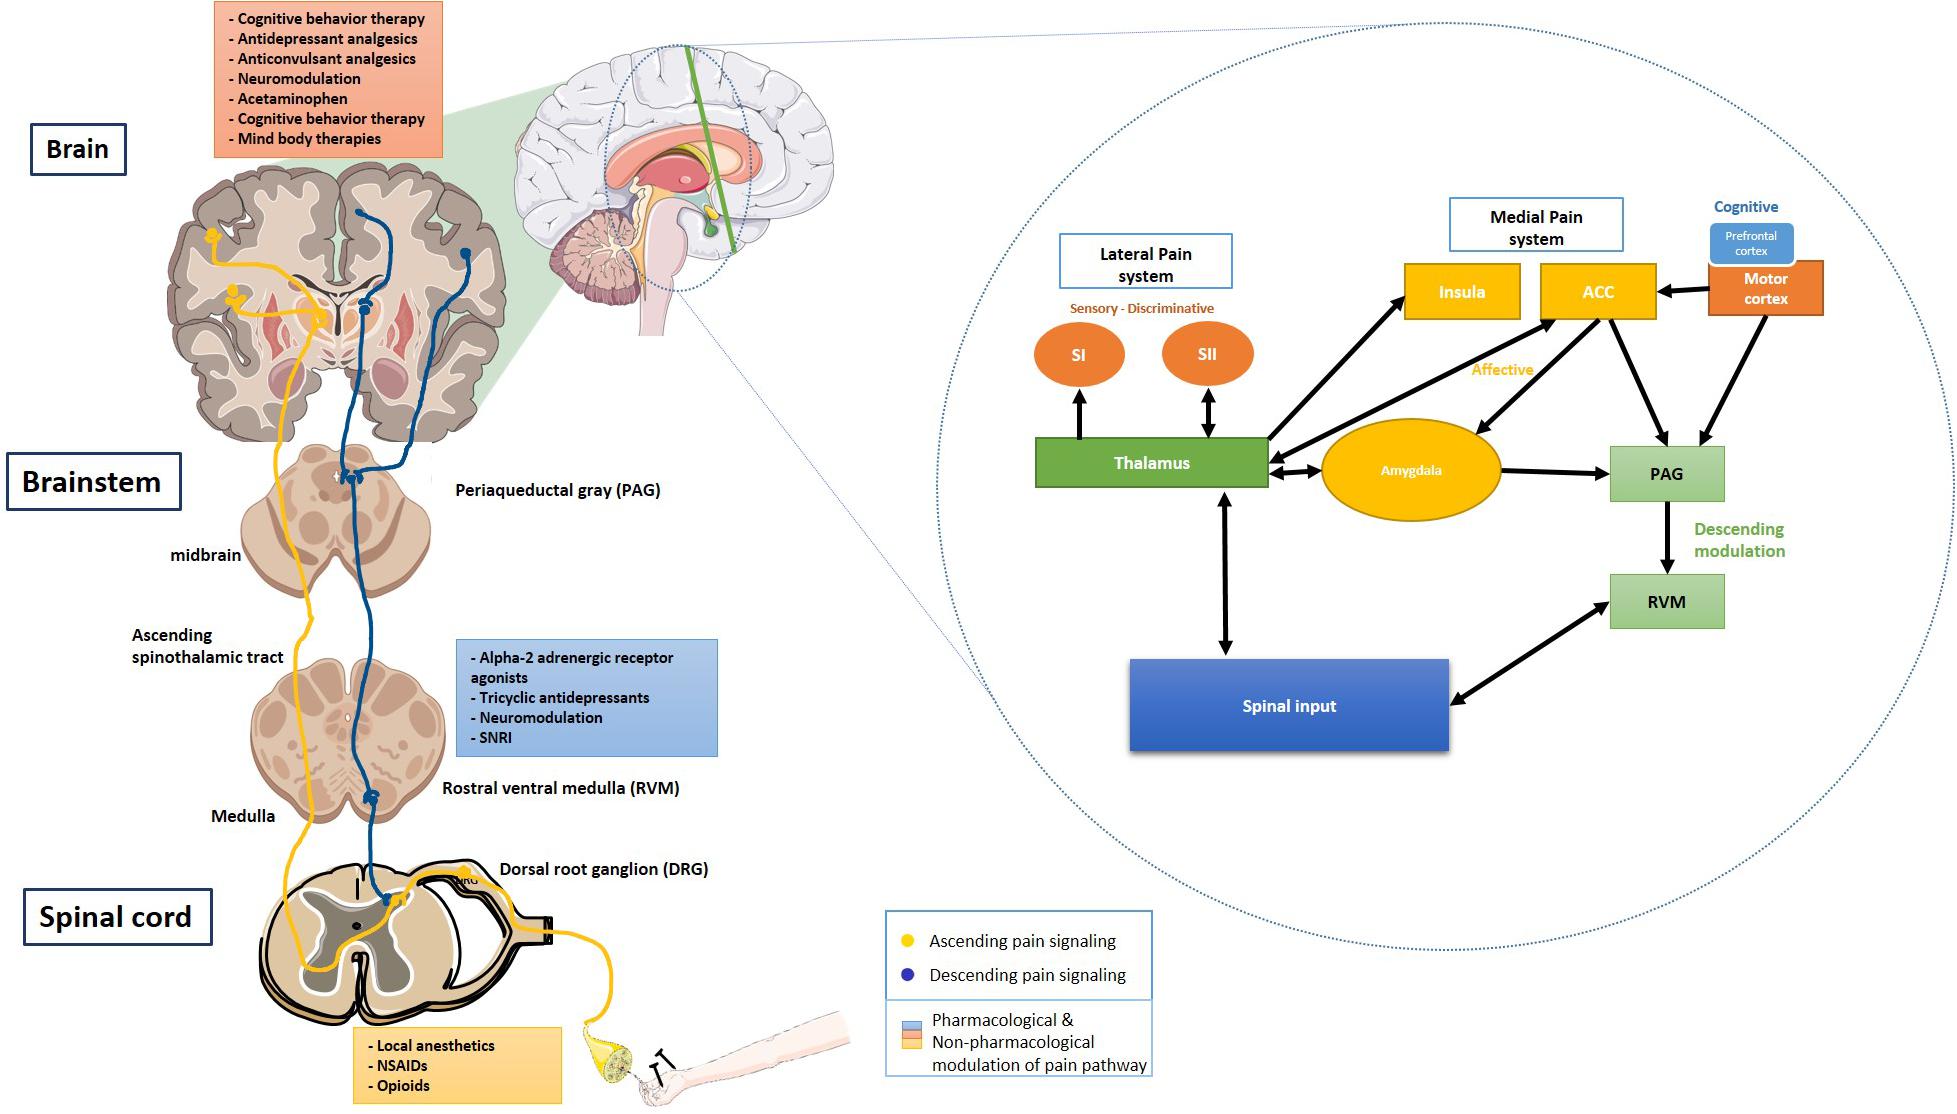 - Cognitive behavior therapy
- Antidepressant analgesics
- Anticonvulsant analgesics
- Neuromodulation
- Acetaminophen
- Cognitive behavior therapy
- Mind body therapies
Brain
Brainstem
Periaqueductal gray (PAG)
midbrain
Ascending
spinothalamic tract
- Alpha-2 adrenergic receptor
agonists
- Tricyclic antidepressants
- Neuromodulation
- SNRI
Rostral ventral medulla (RVM)
Medulla
Dorsal root ganglion (DRG)
DRG
Spinal cord
- Local anesthetics
- NSAIDs
- Opioids
Lateral Pain
system
Sensory - Discriminative
SI
SII
Thalamus
Medial Pain
system
Cognitive
Prefrontal
cortex
Motor
cortex
Insula
ACC
Affective
Amygdala
PAG
Descending
modulation
RVM
Spinal input
Ascending pain signaling
Descending pain signaling
Pharmacological &
Non-pharmacological
modulation of pain pathway